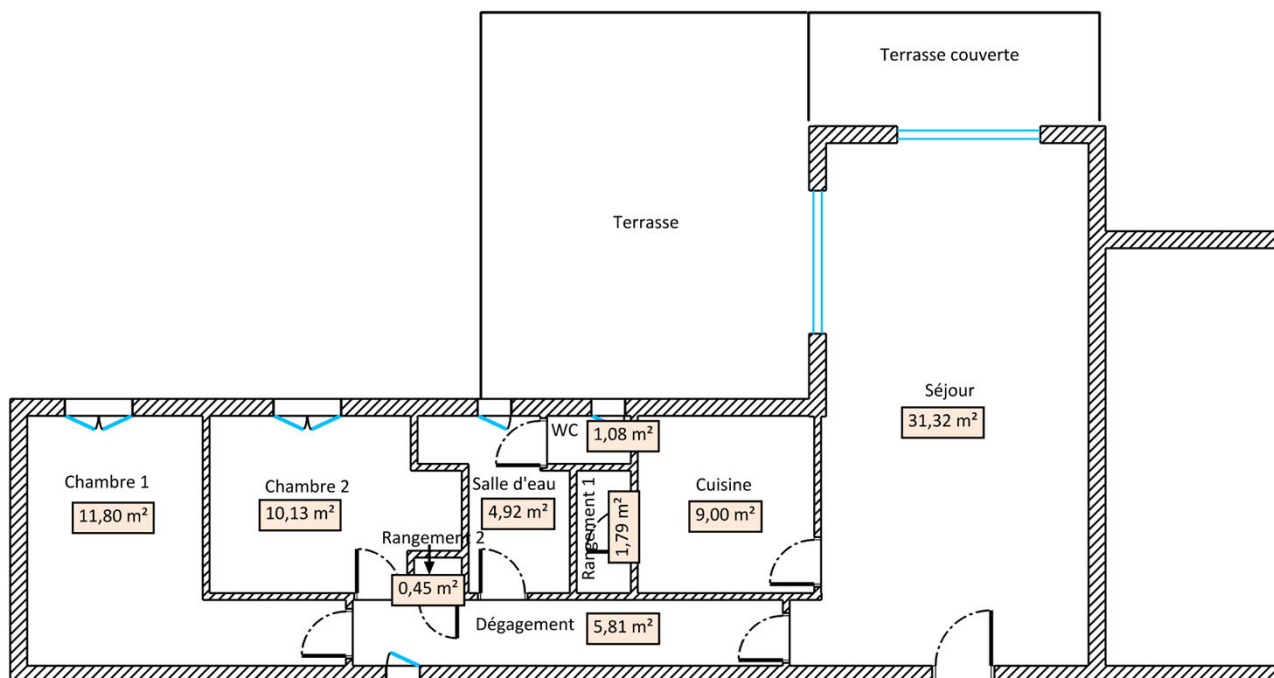 Terrasse couverte
Terrasse
Séjour
31,32 m²
WC
1,08 m²
Chambre 1
11,80 m²
Chambre 2
10,13 m²
Salle d'eau
4,92 m²
Rangement 1
1,79 m²
Cuisine
9,00 m²
Rangement 2
0,45 m²
Dégagement
5,81 m²